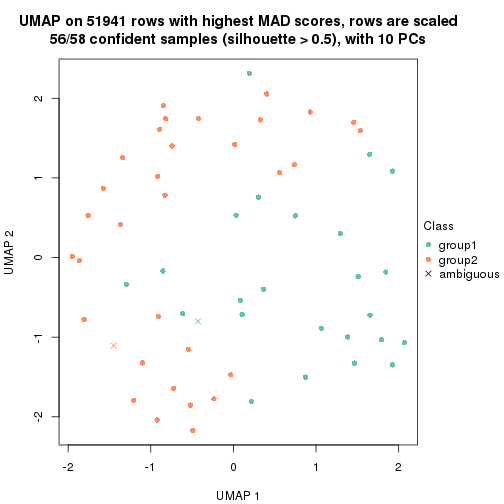 UMAP on 51941 rows with highest MAD scores, rows are scaled
56/58 confident samples (silhouette > 0.5), with 10 PCs
2
1
0
-1
-2
UMAP 2
-2
-1
0
1
2
UMAP 1
Class
group1
group2
ambiguous